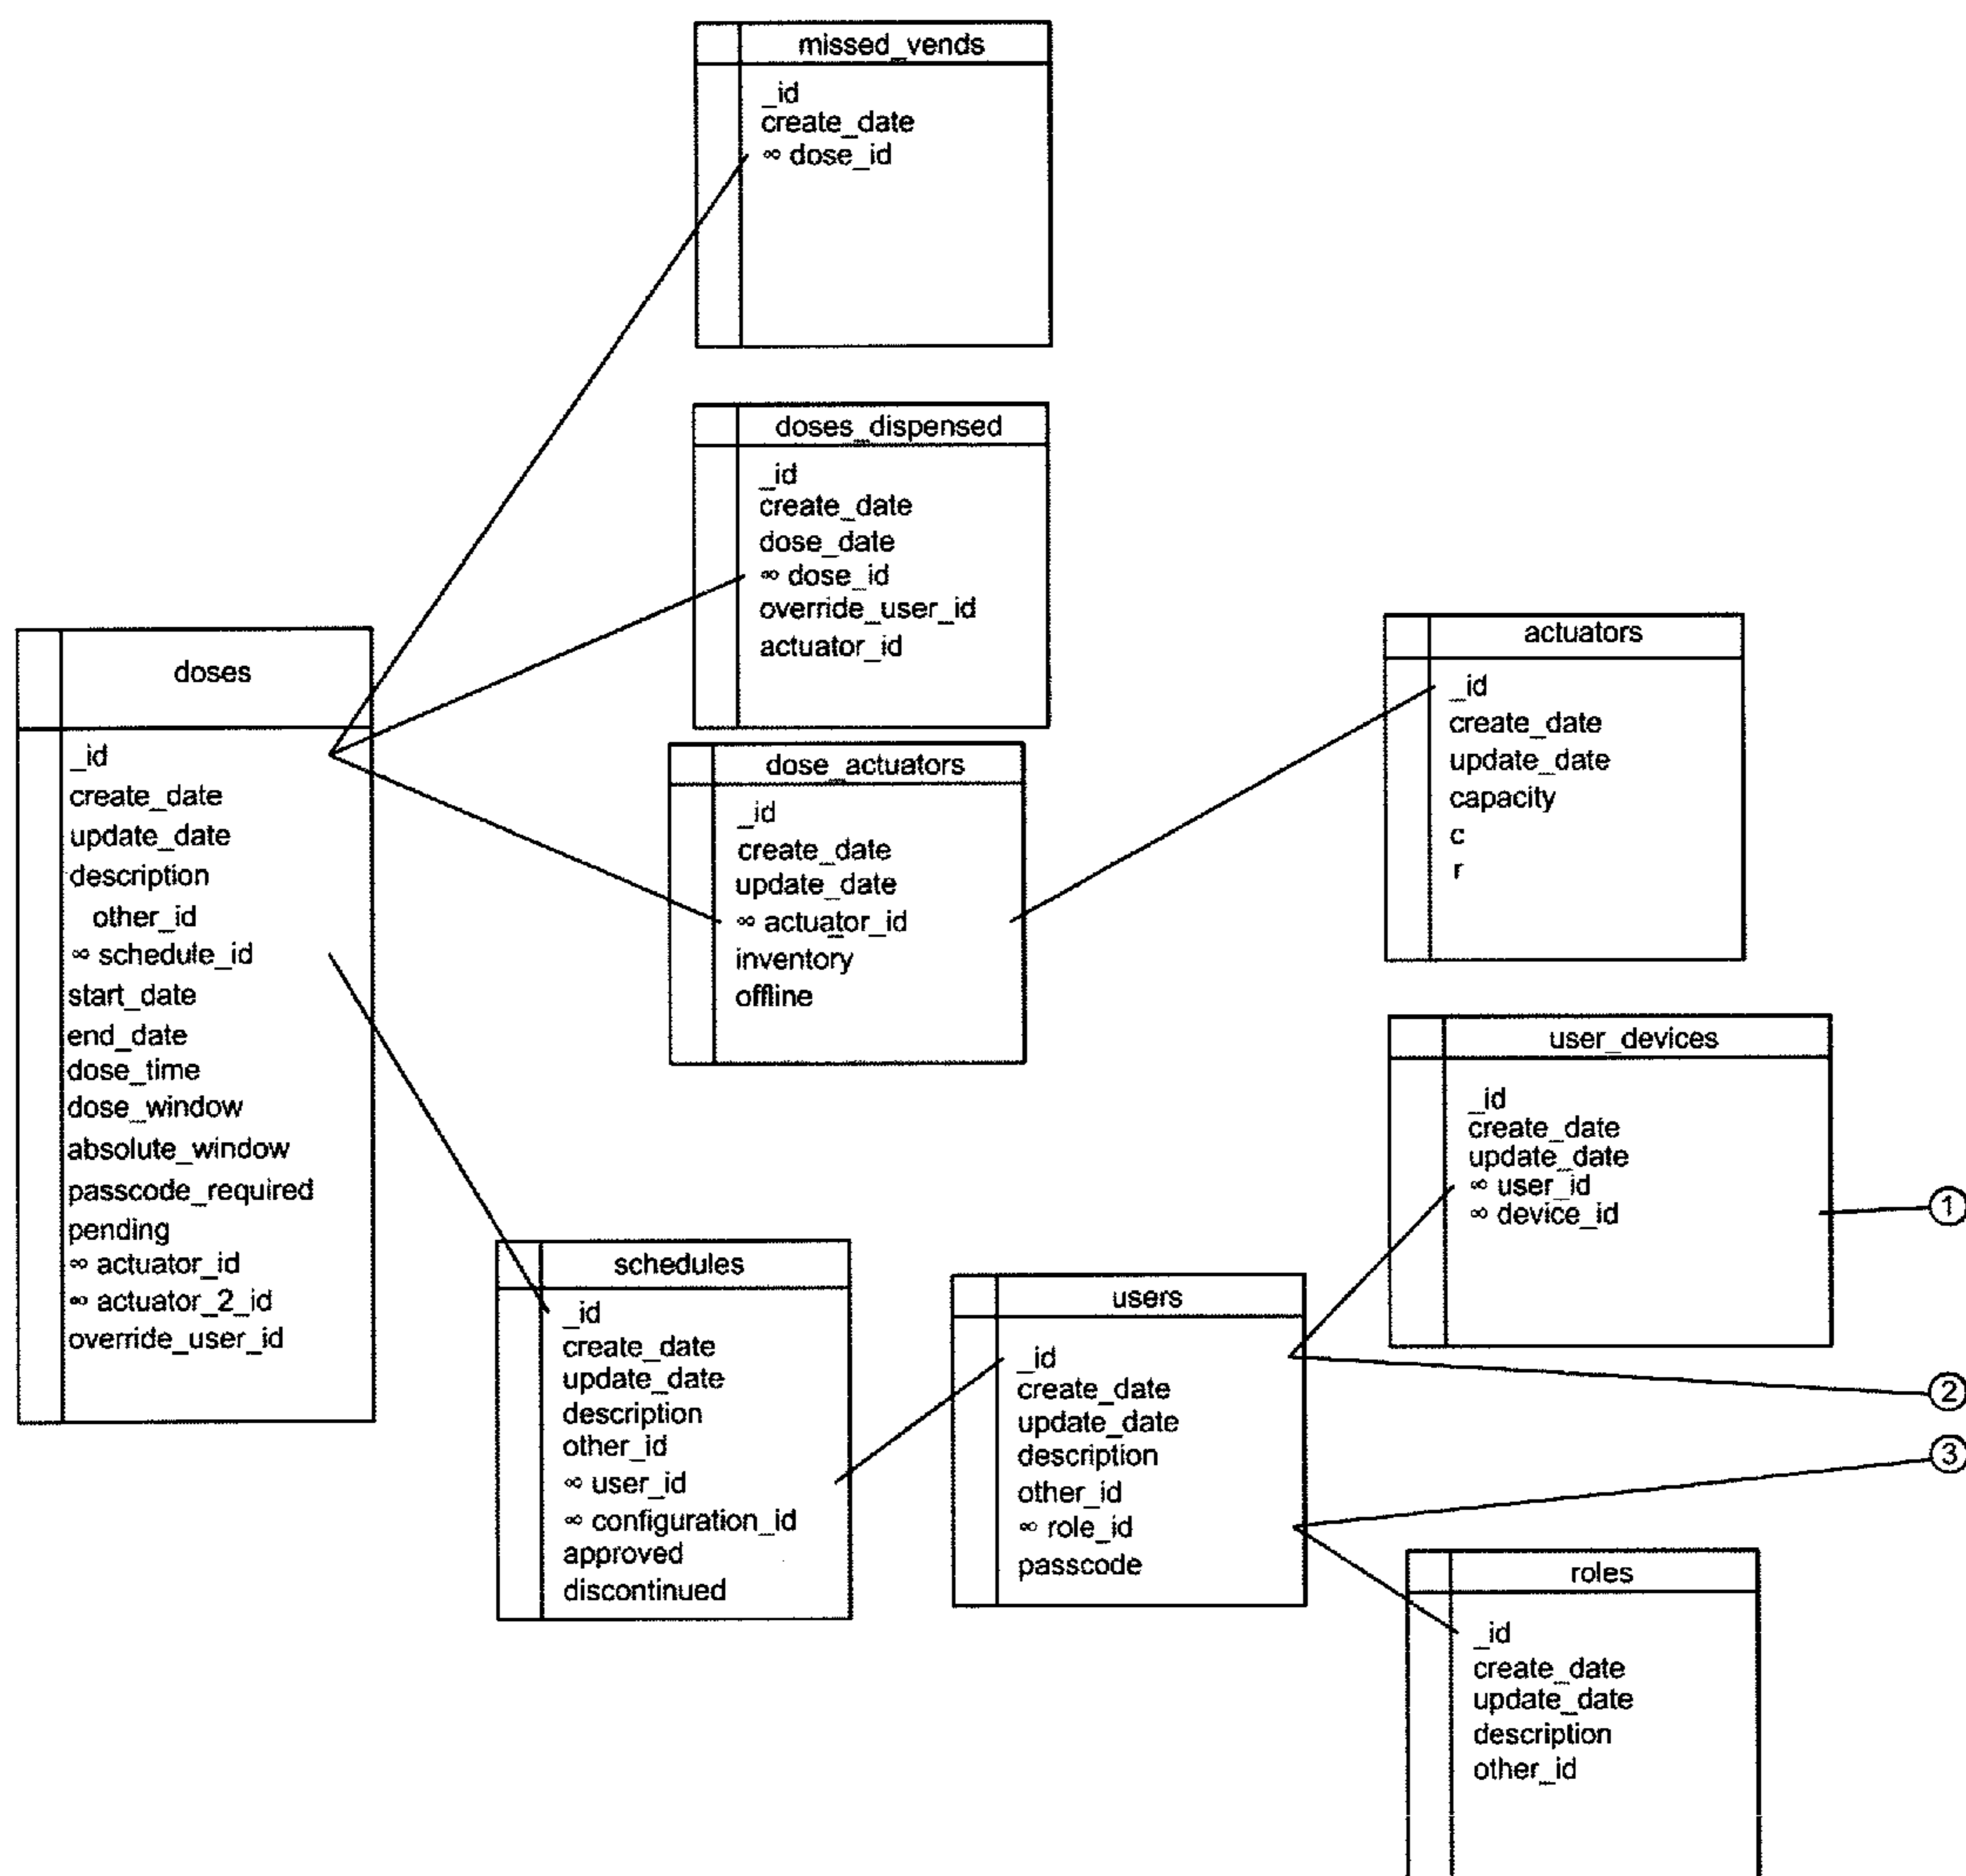 missed_vends
_id
create_date
∞ dose_id
doses_dispensed
_id
create_date
dose_date
∞ dose_id
override_user_id
actuator_id
doses
_id
create_date
update_date
description
other_id
∞ schedule_id
start_date
end_date
dose_time
dose_window
absolute_window
passcode_required
pending
∞ actuator_id
∞ actuator_2_id
override_user_id
dose_actuators
_id
create_date
update_date
∞ actuator_id
inventory
offline
actuators
_id
create_date
update_date
capacity
c
r
user_devices
_id
create_date
update_date
∞ user_id
∞ device_id
1
schedules
_id
create_date
update_date
description
other_id
∞ user_id
∞ configuration_id
approved
discontinued
users
_id
create_date
update_date
description
other_id
∞ role_id
passcode
2
3
roles
_id
create_date
update_date
description
other_id